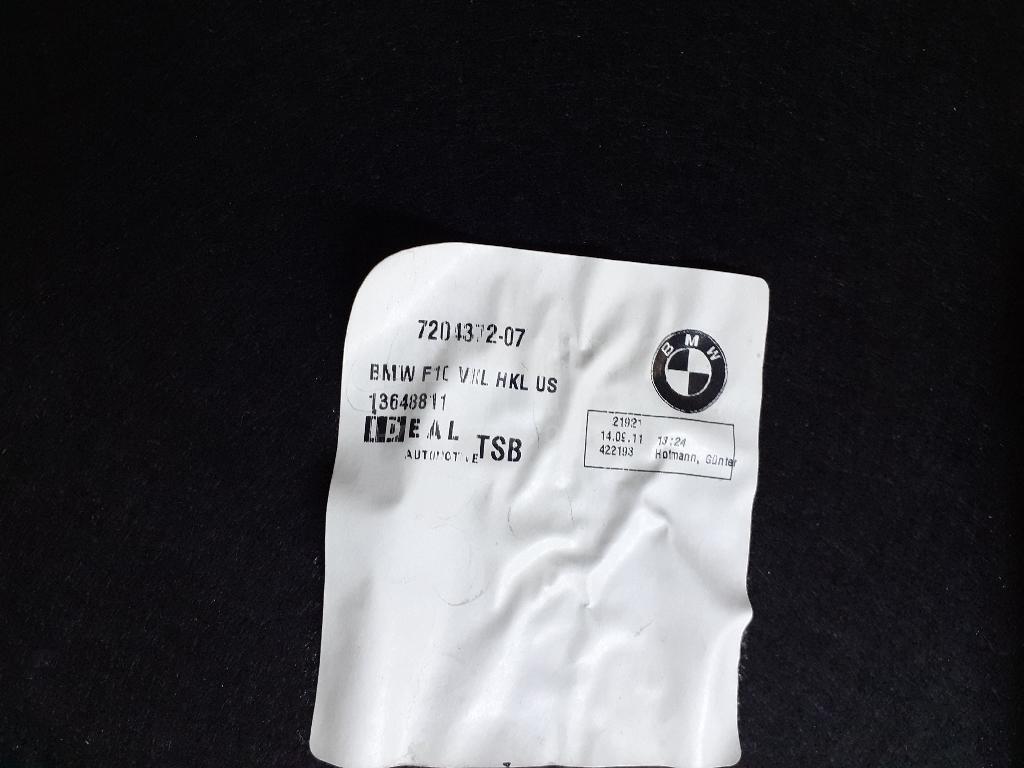 7204372-07
BMW
BMW F10 VKL HKL US
13648811
IDEAL
AUTOMOTIVE TSB
21921
14.09.11 13:24
422193 Hofmann, Günter